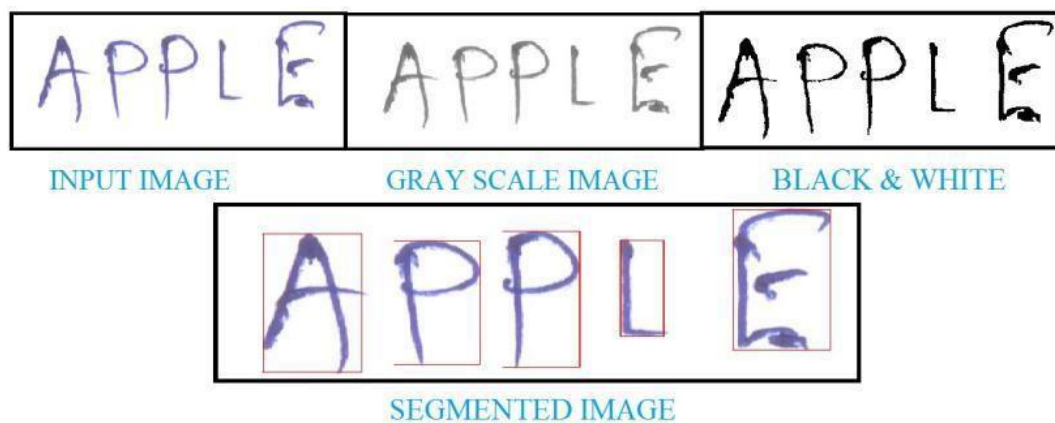 APPLE APPLE APPLE
INPUT IMAGE GRAY SCALE IMAGE BLACK & WHITE
APPLE
SEGMENTED IMAGE